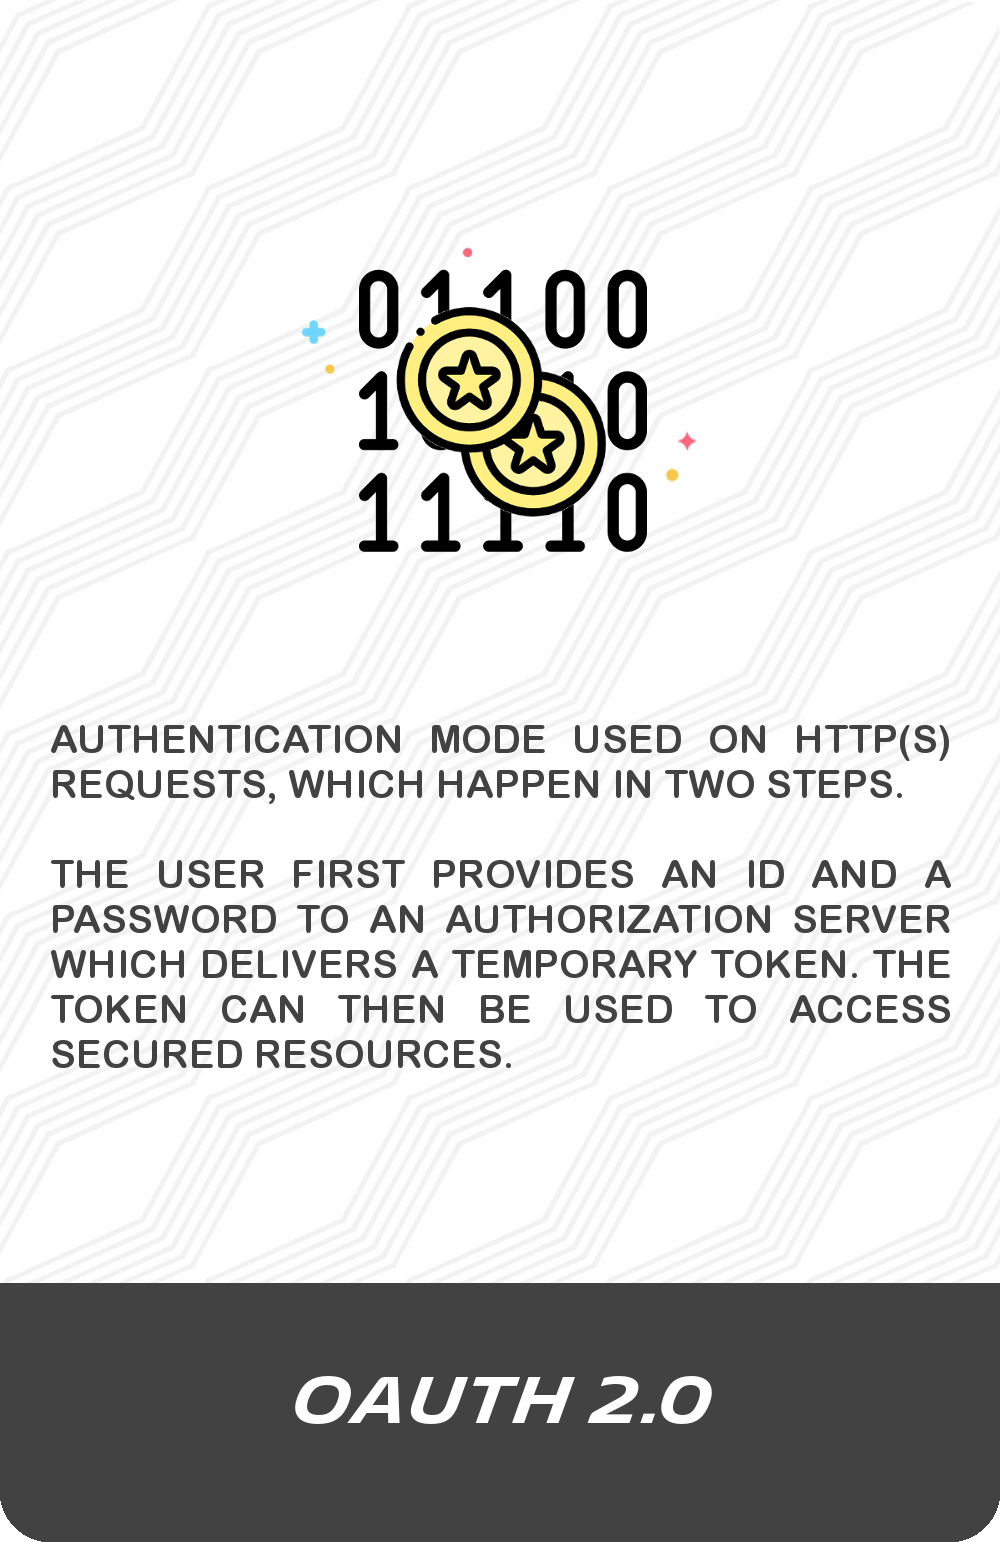 01100
1 0
11110
AUTHENTICATION MODE USED ON HTTP(S)
REQUESTS, WHICH HAPPEN IN TWO STEPS.
THE USER FIRST PROVIDES AN ID AND A
PASSWORD TO AN AUTHORIZATION SERVER
WHICH DELIVERS A TEMPORARY TOKEN. THE
TOKEN CAN THEN BE USED TO ACCESS
SECURED RESOURCES.
OAUTH 2.0